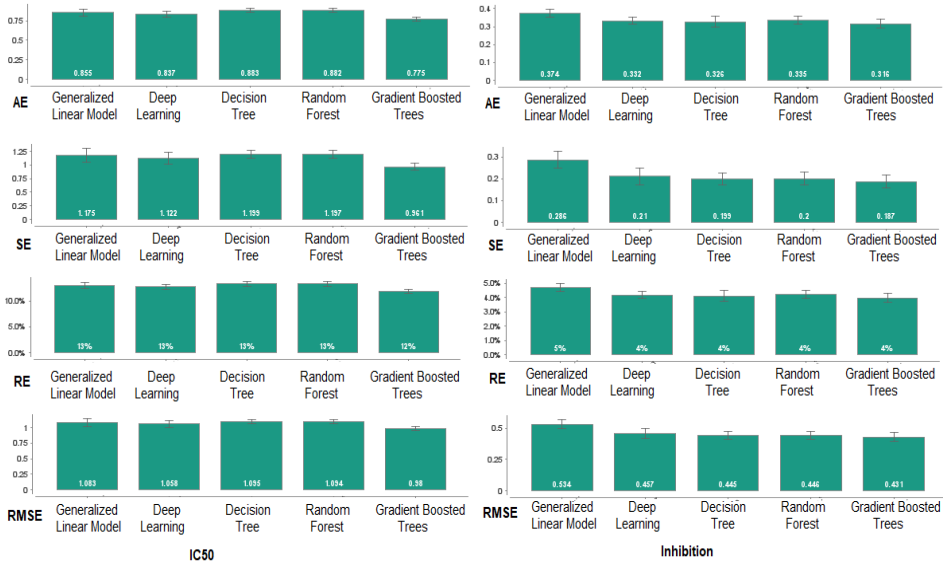 0.75
0.5
0.25
0
0.855
0.837
0.883
0.882
0.775
AE
Generalized Deep Decision Random Gradient Boosted
Linear Model Learning Tree Forest Trees
1.25
1
0.75
0.5
0.25
0
1.175
1.122
1.199
1.197
0.961
SE
Generalized Deep Decision Random Gradient Boosted
Linear Model Learning Tree Forest Trees
10.0%
5.0%
0.0%
13%
13%
13%
13%
12%
RE
Generalized Deep Decision Random Gradient Boosted
Linear Model Learning Tree Forest Trees
1
0.75
0.5
0.25
0
1.083
1.058
1.095
1.094
0.98
RMSE
Generalized Deep Decision Random Gradient Boosted
Linear Model Learning Tree Forest Trees
IC50
0.4
0.3
0.2
0.1
0
0.374
0.332
0.326
0.335
0.316
AE
Generalized Deep Decision Random Gradient Boosted
Linear Model Learning Tree Forest Trees
0.3
0.2
0.1
0
0.286
0.21
0.199
0.2
0.187
SE
Generalized Deep Decision Random Gradient Boosted
Linear Model Learning Tree Forest Trees
5.0%
4.0%
3.0%
2.0%
1.0%
0.0%
5%
4%
4%
4%
4%
RE
Generalized Deep Decision Random Gradient Boosted
Linear Model Learning Tree Forest Trees
0.5
0.25
0
0.534
0.457
0.445
0.446
0.431
RMSE
Generalized Deep Decision Random Gradient Boosted
Linear Model Learning Tree Forest Trees
Inhibition